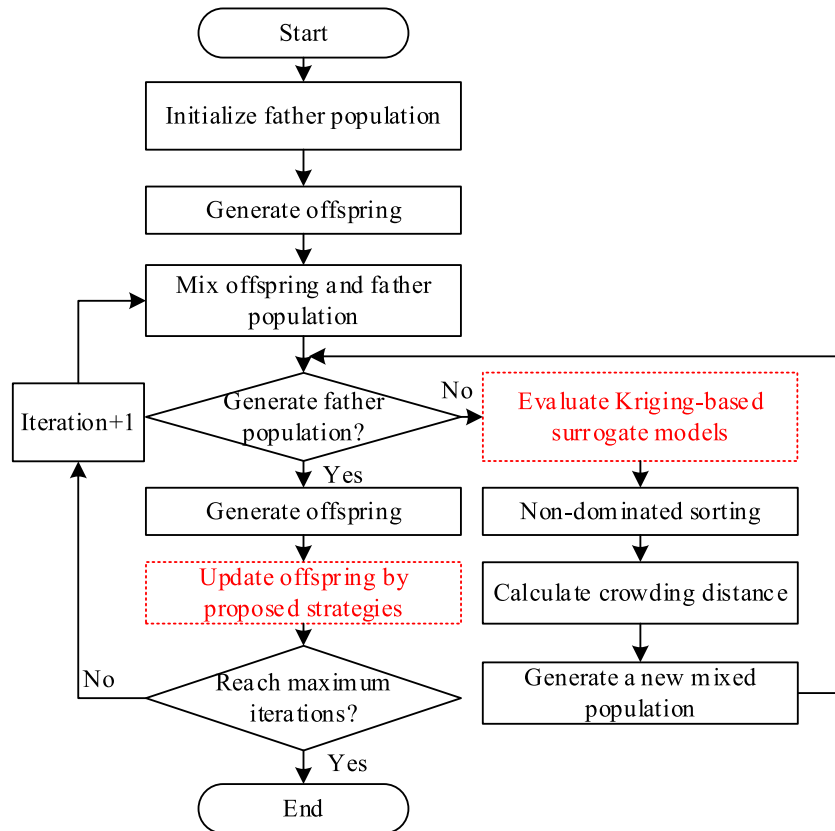 Start
Initialize father population
Generate offspring
Mix offspring and father
population
Generate father
population?
No
Evaluate Kriging-based
surrogate models
Iteration+1
Yes
Generate offspring
Non-dominated sorting
Update offspring by
proposed strategies
Calculate crowding distance
No
Reach maximum
iterations?
Generate a new mixed
population
Yes
End